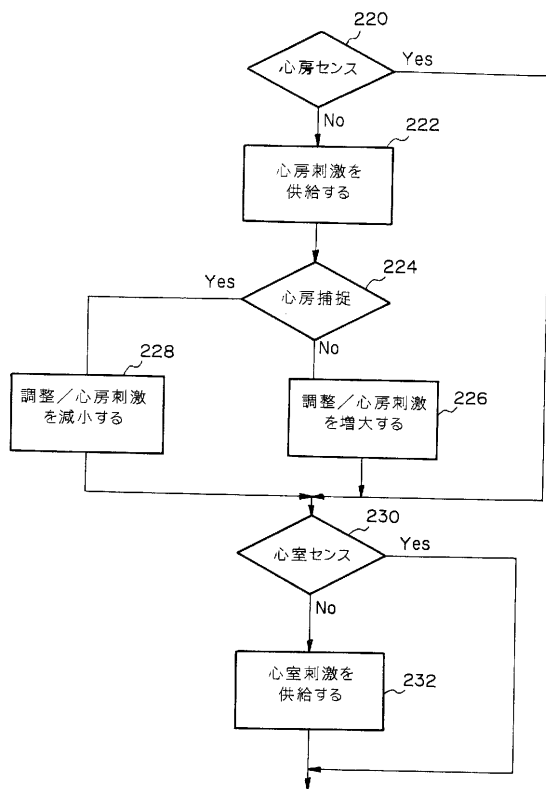 220
心房センス
Yes
No
222
心房刺激を
供給する
224
Yes
心房捕捉
No
228
調整／心房刺激
を減小する
調整／心房刺激
を増大する
226
230
心室センス
Yes
No
心室刺激を
供給する
232